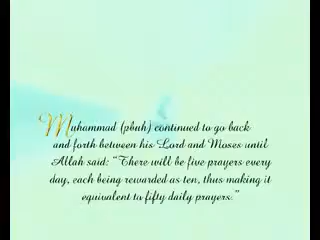 Muhammad (pbuh) continued to go back
and forth between his Lord and Moses until
Allah said: “There will be five prayers every
day, each being rewarded as ten, thus making it
equivalent to fifty daily prayers.”